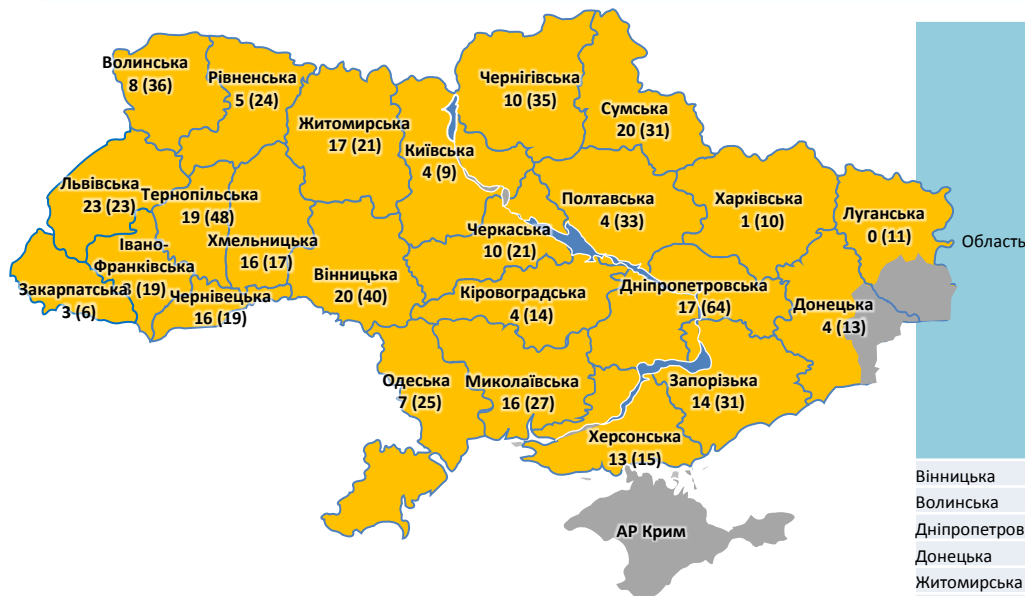 Волинська
8 (36)
Рівненська
5 (24)
Житомирська
17 (21)
Київська
4 (9)
Чернігівська
10 (35)
Сумська
20 (31)
Львівська
23 (23)
Тернопільська
19 (48)
Хмельницька
16 (17)
Івано-
Франківська
(19)
Закарпатська
3 (6)
Чернівецька
16 (19)
Вінницька
20 (40)
Черкаська
10 (21)
Полтавська
4 (33)
Харківська
1 (10)
Луганська
0 (11)
Кіровоградська
4 (14)
Дніпропетровська
17 (64)
Донецька
4 (13)
Одеська
7 (25)
Миколаївська
16 (27)
Запорізька
14 (31)
Херсонська
13 (15)
АР Крим
Область
Вінницька
Волинська
Дніпропетров
Донецька
Житомирська